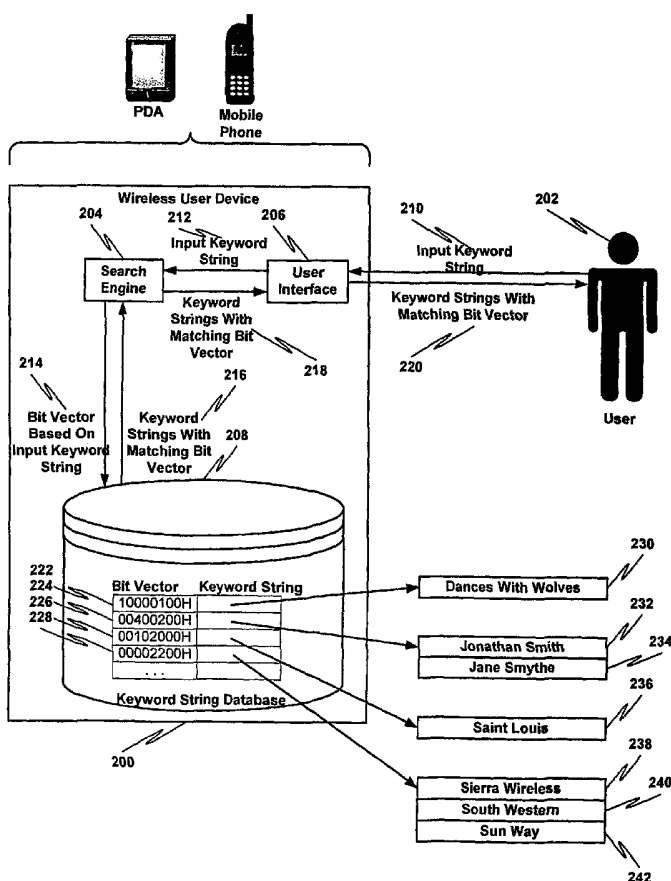 PDA
Mobile
Phone
Wireless User Device
204
212
206
210
202
Input Keyword
String
Input Keyword
String
Search
Engine
User
Interface
Keyword
Strings With
Matching Bit
Vector
218
Keyword Strings With
Matching Bit Vector
220
User
214
Bit Vector
Based On
Input Keyword
String
216
Keyword
Strings With
Matching Bit
Vector
208
222
224
226
228
Bit Vector Keyword String
10000100H
00400200H
00102000H
00002200H
...
Keyword String Database
200
230
Dances With Wolves
232
Jonathan Smith
234
Jane Smythe
236
Saint Louis
238
Sierra Wireless
240
South Western
Sun Way
242